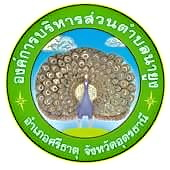 องค์การบริหารส่วนตำบลนายูง
อำเภอศรีธาตุ จังหวัดอุดรธานี